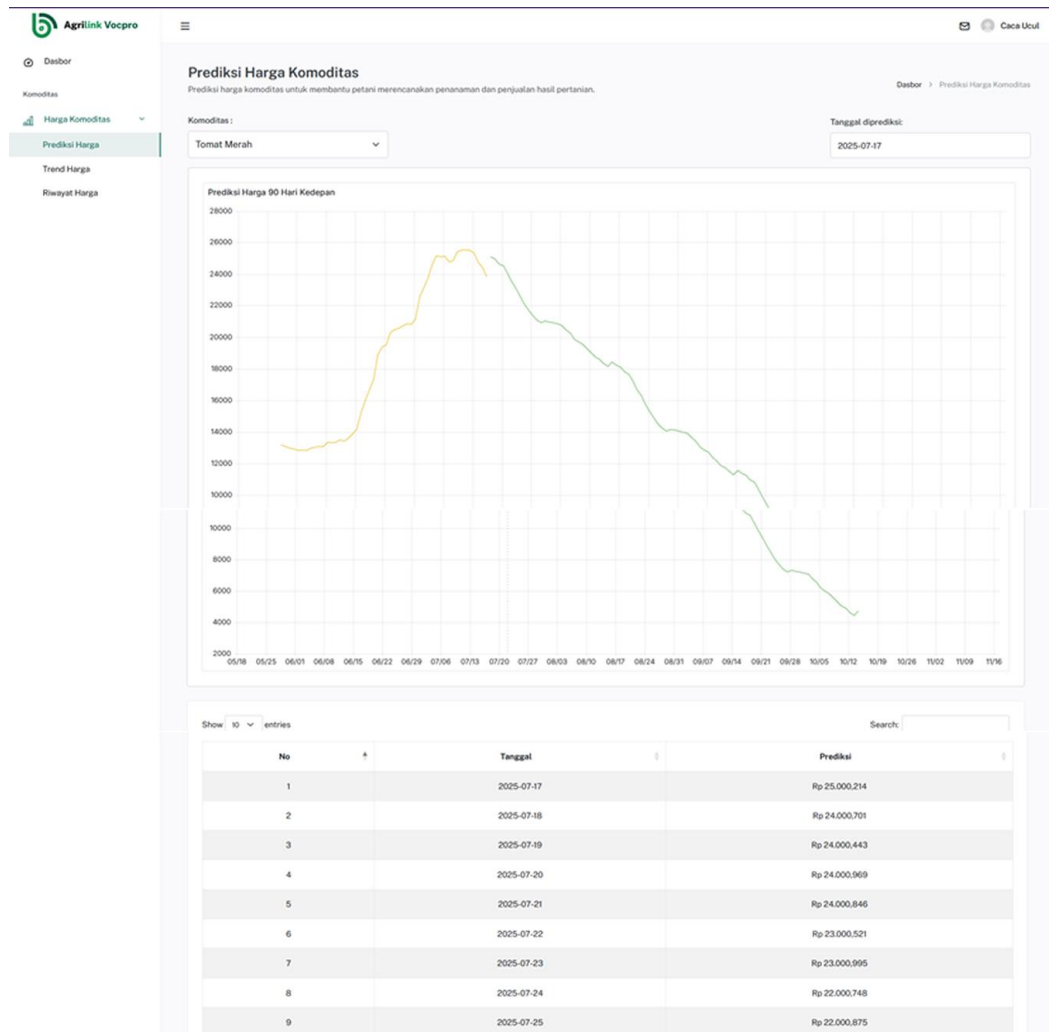 Agrilink Vocpro
Caca Ucul
Dasbor
Komoditas
Harga Komoditas
Prediksi Harga
Trend Harga
Riwayat Harga
Prediksi Harga Komoditas
Prediksi harga komoditas untuk membantu petani merencanakan penanaman dan penjualan hasil pertanian.
Dasbor > Prediksi Harga Komoditas
Komoditas :
Tomat Merah
Tanggal diprediksi:
2025-07-17
Prediksi Harga 90 Hari Kedepan
28000
26000
24000
22000
20000
18000
16000
14000
12000
10000
10000
8000
6000
4000
2000
05/18 05/25 06/01 06/08 06/15 06/22 06/29 07/06 07/13 07/20 07/27 08/03 08/10 08/17 08/24 08/31 09/07 09/14 09/21 09/28 10/05 10/12 10/19 10/26 11/02 11/09 11/16
Show 10 entries
Search:
No Tanggal Prediksi
1 2025-07-17 Rp 25.000,214
2 2025-07-18 Rp 24.000,701
3 2025-07-19 Rp 24.000,443
4 2025-07-20 Rp 24.000,969
5 2025-07-21 Rp 24.000,846
6 2025-07-22 Rp 23.000,521
7 2025-07-23 Rp 23.000,995
8 2025-07-24 Rp 22.000,748
9 2025-07-25 Rp 22.000,875